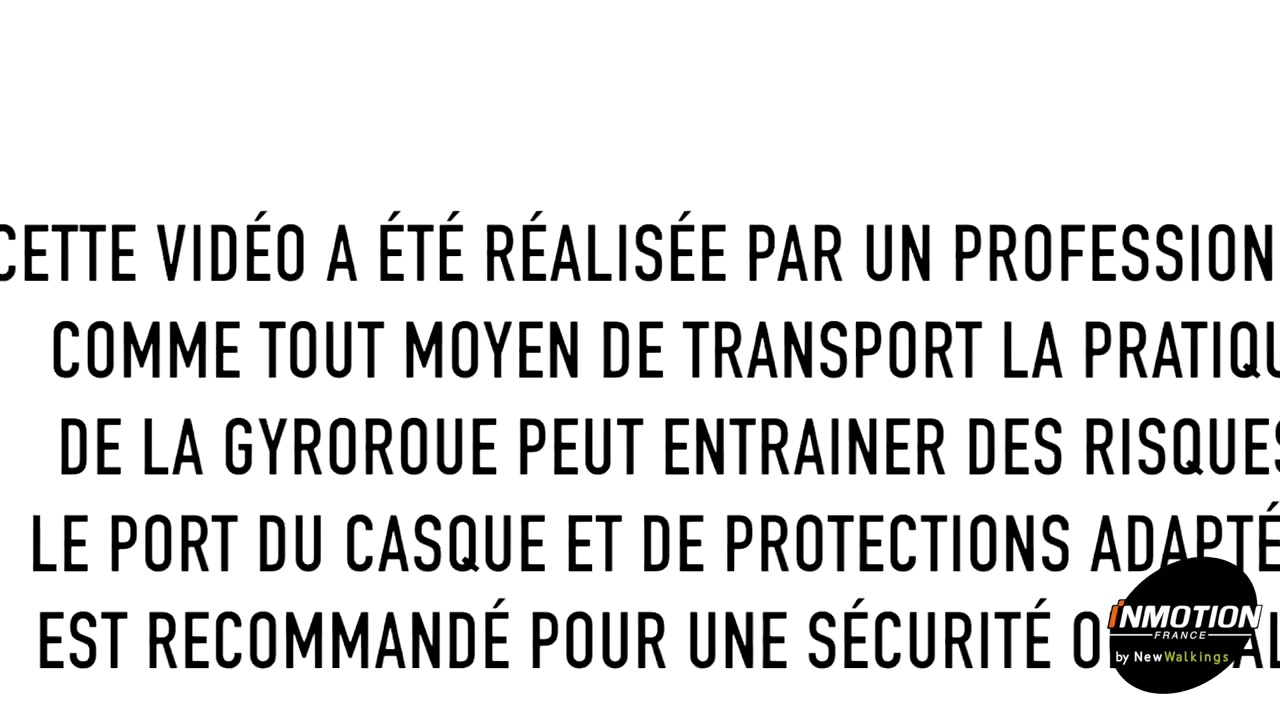 CETTE VIDÉO A ÉTÉ RÉALISÉE PAR UN PROFESSION
COMME TOUT MOYEN DE TRANSPORT LA PRATIQU
DE LA GYROROUE PEUT ENTRAINER DES RISQUES
LE PORT DU CASQUE ET DE PROTECTIONS ADAPTÉ
EST RECOMMANDÉ POUR UNE SÉCURITÉ
INMOTION
FRANCE
by NewWalkings